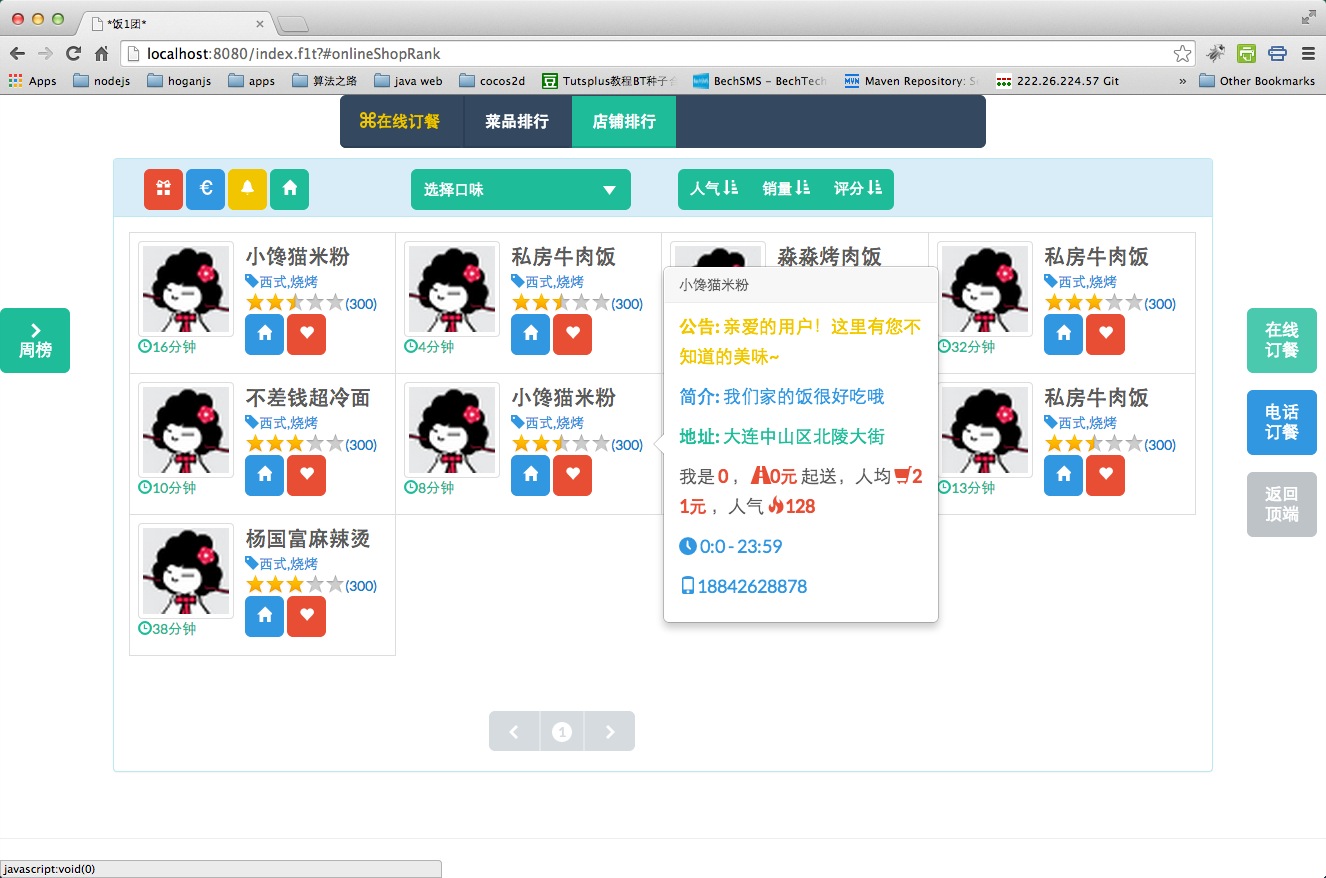 *饭1团*
localhost:8080/index.f1t?#onlineShopRank
Apps nodejs hoganjs apps 算法之路 java web cocos2d Tutsplus教程BT种子 BechSMS – BechTech Maven Repository: 222.26.224.57 Git » Other Bookmarks
⌘在线订餐 菜品排行 店铺排行
€ 选择口味 人气 销量 评分
小馋猫米粉 私房牛肉饭 淼淼烤肉饭 私房牛肉饭
西式,烧烤 西式,烧烤 西式,烧烤
(300) (300) (300)
16分钟 4分钟 32分钟
不差钱超冷面 小馋猫米粉 私房牛肉饭
西式,烧烤 西式,烧烤 西式,烧烤
(300) (300) (300)
10分钟 8分钟 13分钟
杨国富麻辣烫
西式,烧烤
(300)
38分钟
小馋猫米粉
公告: 亲爱的用户！这里有您不
知道的美味~
简介: 我们家的饭很好吃哦
地址: 大连中山区北陵大街
我是 0 ， 0元 起送，人均 2
1元 ，人气 128
0:0 - 23:59
18842628878
周榜
在线
订餐
电话
订餐
返回
顶端
1
javascript:void(0)